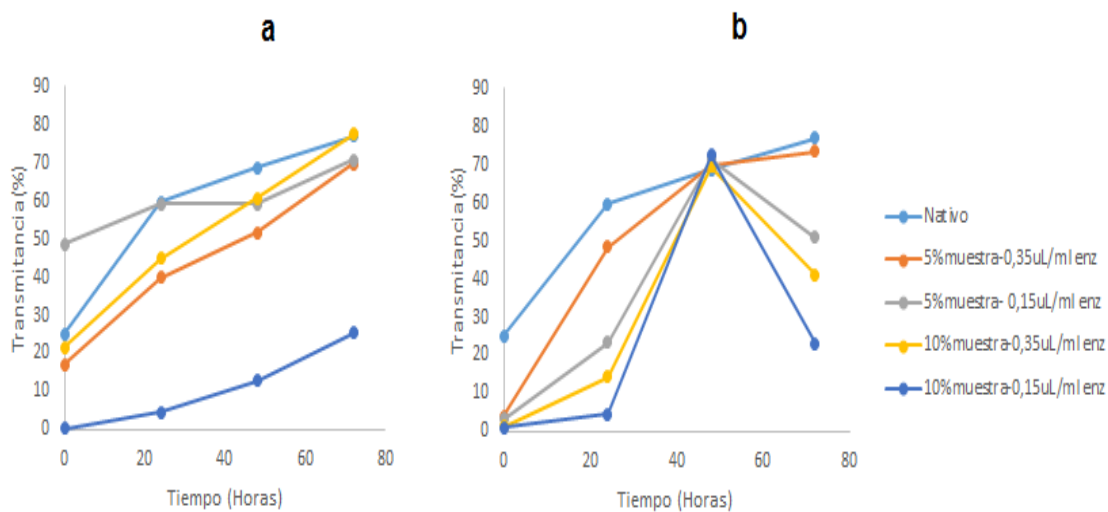 a
90
80
70
60
50
40
30
20
10
0
Transmitancia (%)
0 20 40 60 80
Tiempo (Horas)
b
90
80
70
60
50
40
30
20
10
0
Transmitancia (%)
0 20 40 60 80
Tiempo (Horas)
Nativo
5%muestra-0,35uL/ml enz
5%muestra- 0,15uL/ml enz
10%muestra-0,35uL/ml enz
10%muestra-0,15uL/ml enz